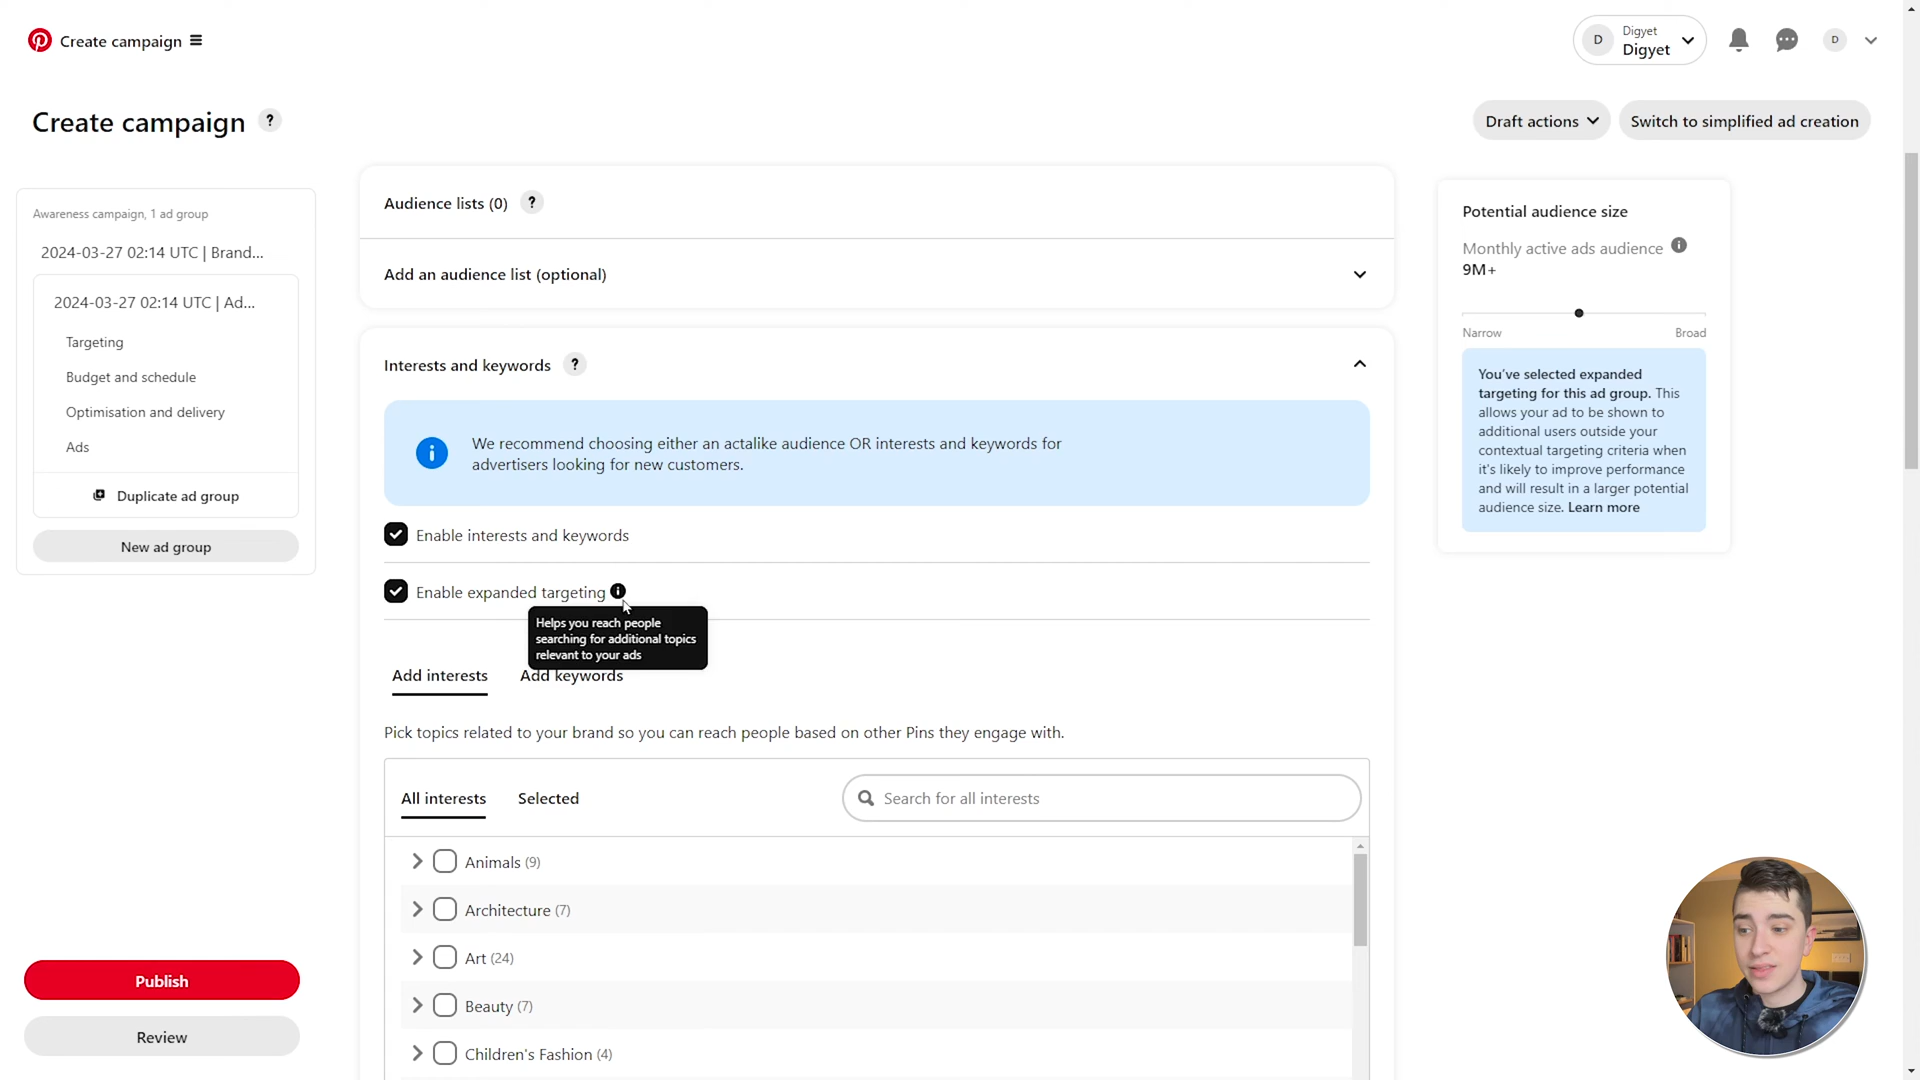 Create campaign
D
Digyet
Digyet
D
Create campaign ?
Draft actions
Switch to simplified ad creation
Awareness campaign, 1 ad group
2024-03-27 02:14 UTC | Brand...
2024-03-27 02:14 UTC | Ad...
Targeting
Budget and schedule
Optimisation and delivery
Ads
Duplicate ad group
New ad group
Publish
Review
Audience lists (0) ?
Add an audience list (optional)
Interests and keywords ?
We recommend choosing either an actalike audience OR interests and keywords for
advertisers looking for new customers.
Enable interests and keywords
Enable expanded targeting
Helps you reach people
searching for additional topics
relevant to your ads
Add interests
Add keywords
Pick topics related to your brand so you can reach people based on other Pins they engage with.
All interests
Selected
Search for all interests
Animals (9)
Architecture (7)
Art (24)
Beauty (7)
Children's Fashion (4)
Potential audience size
Monthly active ads audience
9M+
Narrow
Broad
You've selected expanded
targeting for this ad group. This
allows your ad to be shown to
additional users outside your
contextual targeting criteria when
it's likely to improve performance
and will result in a larger potential
audience size. Learn more